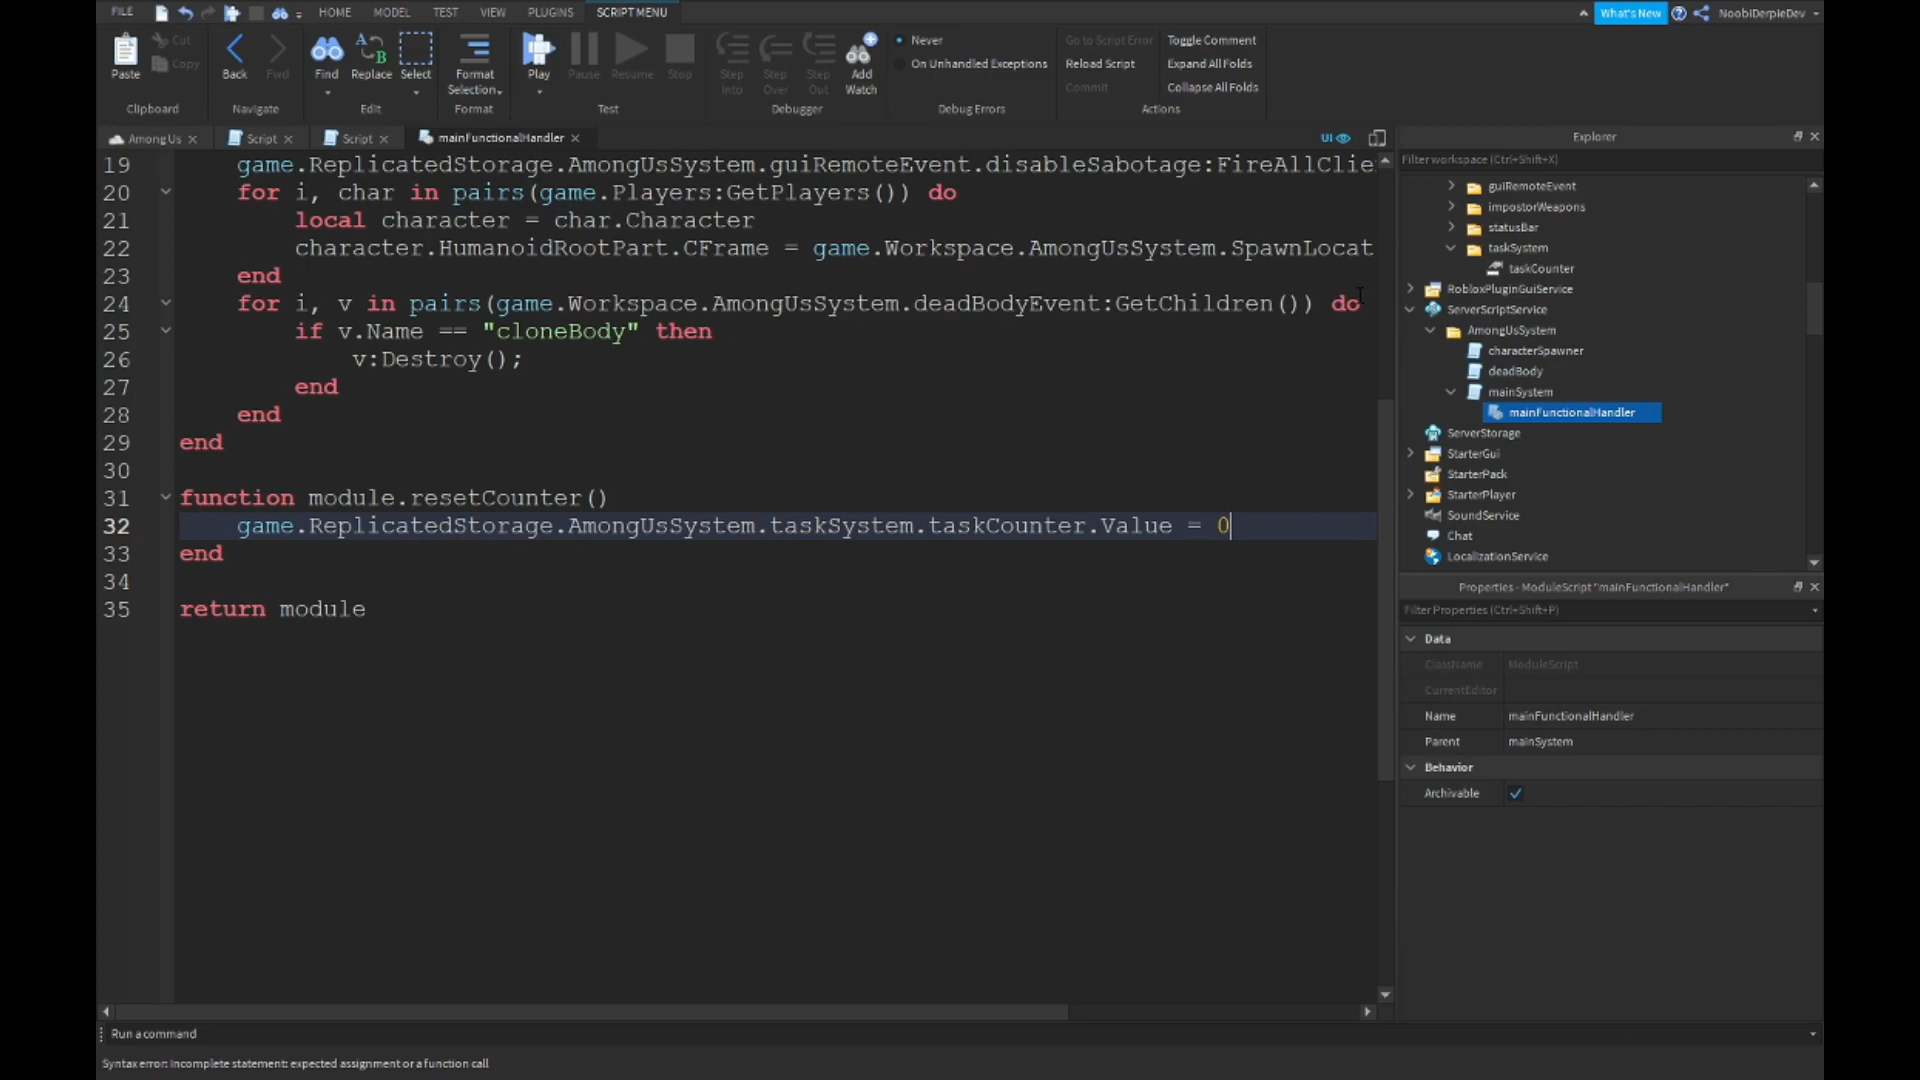 FILE HOME MODEL TEST VIEW PLUGINS SCRIPT MENU What's New NoobiDerpieDev
Paste Cut Copy Back Fwd Find Replace Select Format Selection Play Pause Resume Stop Step Into Step Over Step Out Add Watch Never On Unhandled Exceptions Go to Script Error Reload Script Commit Toggle Comment Expand All Folds Collapse All Folds
Clipboard Navigate Edit Format Test Debugger Debug Errors Actions
Among Us Script Script mainFunctionalHandler UI
19 game.ReplicatedStorage.AmongUsSystem.guiRemoteEvent.disableSabotage:FireAllClie
20 for i, char in pairs(game.Players:GetPlayers()) do
21 local character = char.Character
22 character.HumanoidRootPart.CFrame = game.Workspace.AmongUsSystem.SpawnLocat
23 end
24 for i, v in pairs(game.Workspace.AmongUsSystem.deadBodyEvent:GetChildren()) do
25 if v.Name == "cloneBody" then
26 v:Destroy();
27 end
28 end
29 end
30
31 function module.resetCounter()
32 game.ReplicatedStorage.AmongUsSystem.taskSystem.taskCounter.Value = 0
33 end
34
35 return module
Explorer
Filter workspace (Ctrl+Shift+X)
guiRemoteEvent
impostorWeapons
statusBar
taskSystem
taskCounter
RobloxPluginGuiService
ServerScriptService
AmongUsSystem
characterSpawner
deadBody
mainSystem
mainFunctionalHandler
ServerStorage
StarterGui
StarterPack
StarterPlayer
SoundService
Chat
LocalizationService
Properties - ModuleScript "mainFunctionalHandler"
Filter Properties (Ctrl+Shift+P)
Data
ClassName ModuleScript
CurrentEditor
Name mainFunctionalHandler
Parent mainSystem
Behavior
Archivable
Run a command
Syntax error: Incomplete statement: expected assignment or a function call